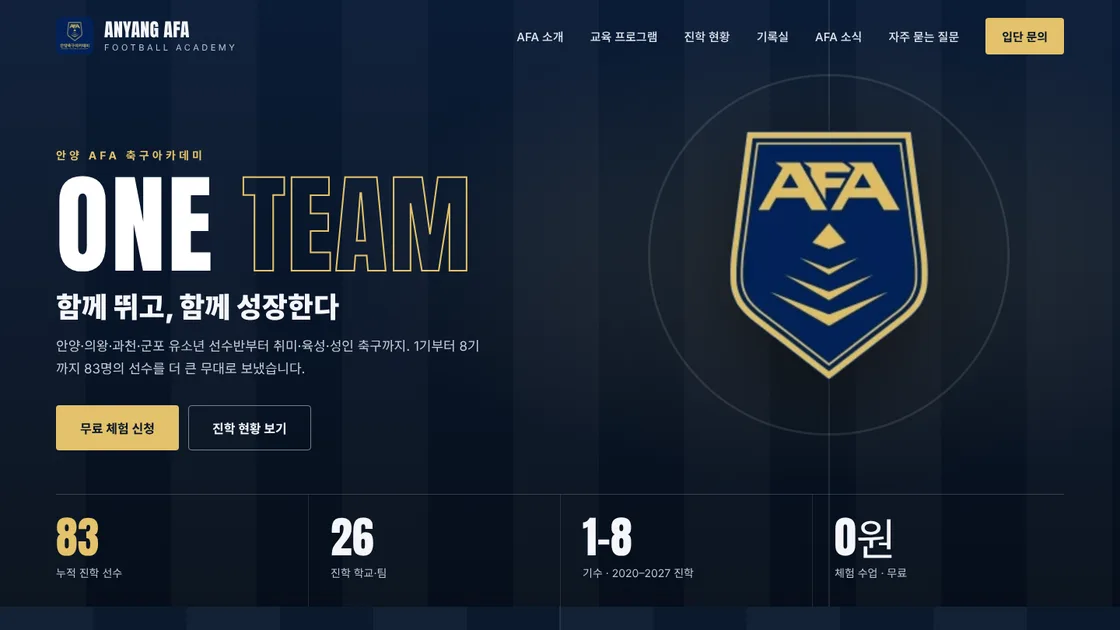 ANYANG AFA
FOOTBALL ACADEMY
AFA 소개
교육 프로그램
진학 현황
기록실
AFA 소식
자주 묻는 질문
입단 문의
안양 AFA 축구아카데미
ONE TEAM
함께 뛰고, 함께 성장한다
안양·의왕·과천·군포 유소년 선수반부터 취미·육성·성인 축구까지. 1기부터 8기
까지 83명의 선수를 더 큰 무대로 보냈습니다.
무료 체험 신청
진학 현황 보기
AFA
83
누적 진학 선수
26
진학 학교·팀
1-8
기수 · 2020–2027 진학
0원
체험 수업 · 무료